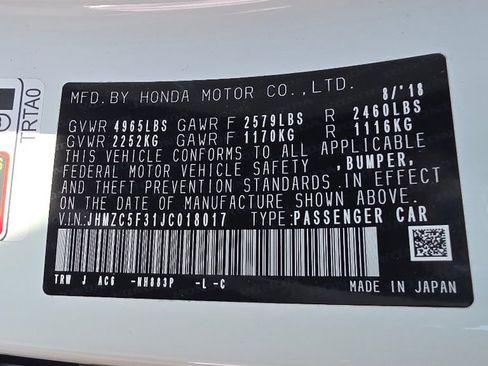 MFD.BY HONDA MOTOR CO.,LTD. 8/'18
GVWR 4965LBS GAWR F 2579LBS R 2460LBS
GVWR 2252KG GAWR F 1170KG R 1116KG
THIS VEHICLE CONFORMS TO ALL APPLICABLE
FEDERAL MOTOR VEHICLE SAFETY ,BUMPER,
AND THEFT PREVENTION STANDARDS IN EFFECT
ON THE DATE OF MANUFACTURE SHOWN ABOVE.
V.I.N:JHMZC5F31JC018017 TYPE:PASSENGER CAR
TRW J AC6 -NH883P -L -C
MADE IN JAPAN
TRTA0